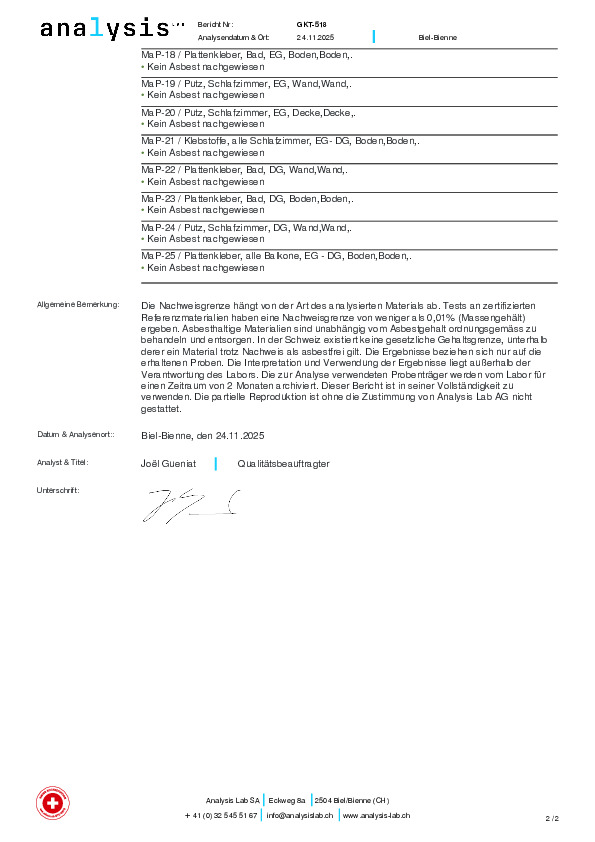 analysis
Bericht Nr: GKT-518
Analysendatum & Ort: 24.11.2025 Biel-Bienne
MaP-18 / Plattenkleber, Bad, EG, Boden,Boden,.
• Kein Asbest nachgewiesen
MaP-19 / Putz, Schlafzimmer, EG, Wand,Wand,.
• Kein Asbest nachgewiesen
MaP-20 / Putz, Schlafzimmer, EG, Decke,Decke,.
• Kein Asbest nachgewiesen
MaP-21 / Klebstoffe, alle Schlafzimmer, EG- DG, Boden,Boden,.
• Kein Asbest nachgewiesen
MaP-22 / Plattenkleber, Bad, DG, Wand,Wand,.
• Kein Asbest nachgewiesen
MaP-23 / Plattenkleber, Bad, DG, Boden,Boden,.
• Kein Asbest nachgewiesen
MaP-24 / Putz, Schlafzimmer, DG, Wand,Wand,.
• Kein Asbest nachgewiesen
MaP-25 / Plattenkleber, alle Balkone, EG - DG, Boden,Boden,.
• Kein Asbest nachgewiesen
Allgemeine Bemerkung:
Die Nachweisgrenze hängt von der Art des analysierten Materials ab. Tests an zertifizierten
Referenzmaterialien haben eine Nachweisgrenze von weniger als 0,01% (Massengehält)
ergeben. Asbesthaltige Materialien sind unabhängig vom Asbestgehalt ordnungsgemäss zu
behandeln und entsorgen. In der Schweiz existiert keine gesetzliche Gehaltsgrenze, unterhalb
derer ein Material trotz Nachweis als asbestfrei gilt. Die Ergebnisse beziehen sich nur auf die
erhaltenen Proben. Die Interpretation und Verwendung der Ergebnisse liegt außerhalb der
Verantwortung des Labors. Die zur Analyse verwendeten Probenträger werden vom Labor für
einen Zeitraum von 2 Monaten archiviert. Dieser Bericht ist in seiner Vollständigkeit zu
verwenden. Die partielle Reproduktion ist ohne die Zustimmung von Analysis Lab AG nicht
gestattet.
Datum & Analysenort:: Biel-Bienne, den 24.11.2025
Analyst & Titel: Joël Gueniat Qualitätsbeauftragter
Unterschrift:
Analysis Lab SA Eckweg 8a 2504 Biel/Bienne (CH)
+ 41 (0) 32 545 51 67 info@analysislab.ch www.analysis-lab.ch
2 /2